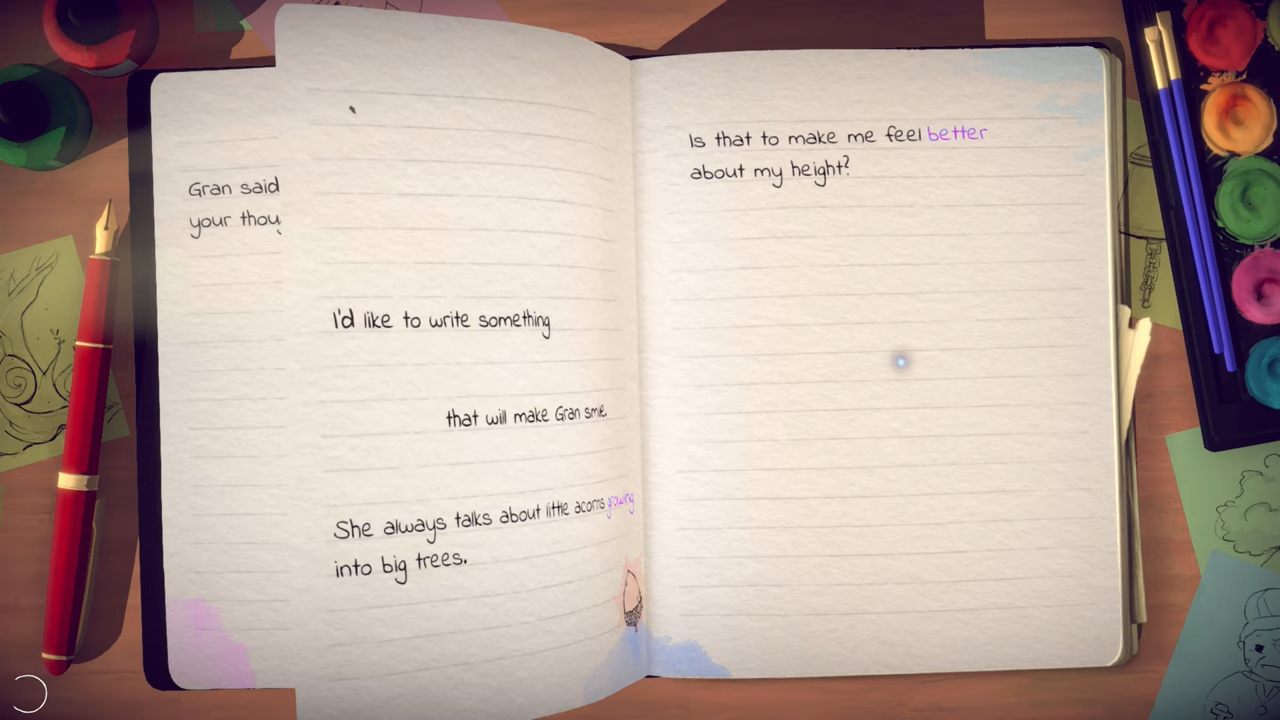 Gran said
your thou
I'd like to write something
that will make Gran smile.
She always talks about little acorns growing
into big trees.
Is that to make me feel better
about my height?